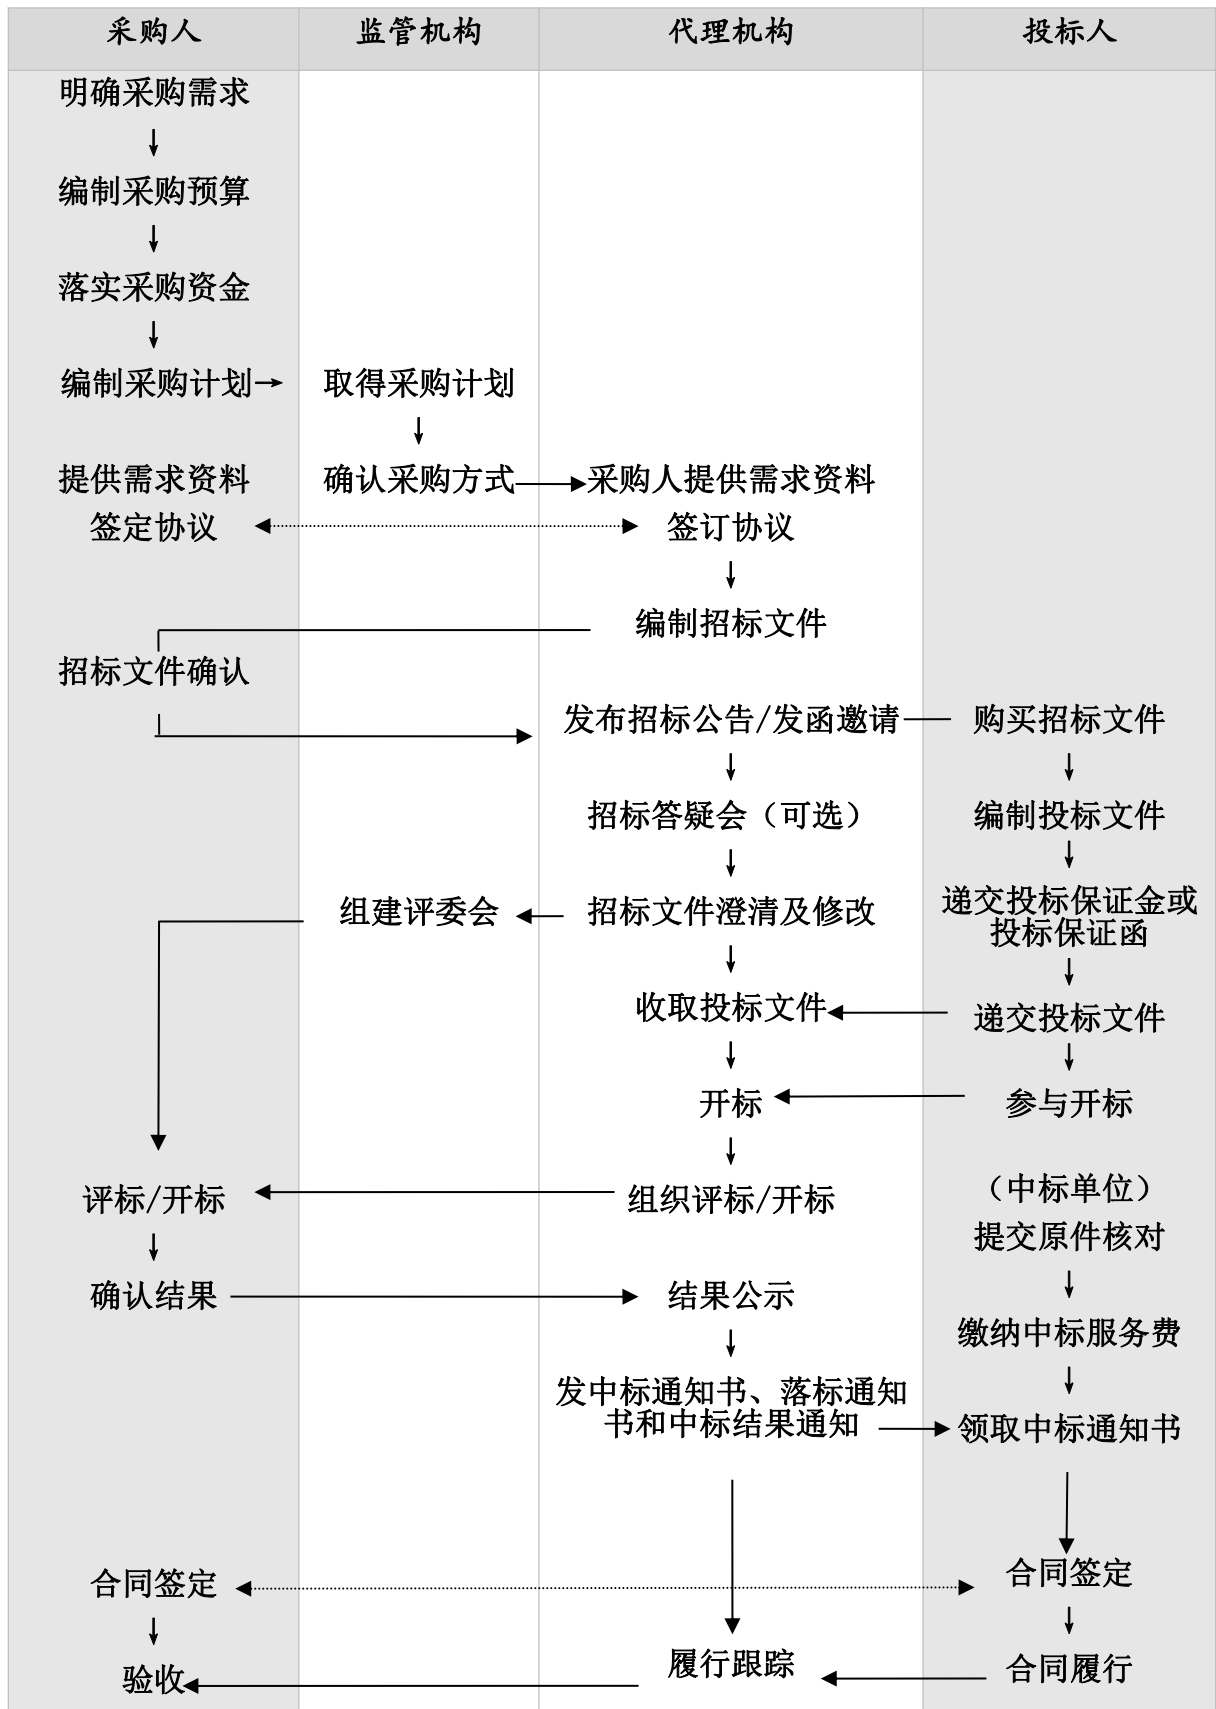 采购人 监管机构 代理机构 投标人
明确采购需求
编制采购预算
落实采购资金
编制采购计划 取得采购计划
提供需求资料 确认采购方式 采购人提供需求资料
签定协议 签订协议
编制招标文件
招标文件确认
发布招标公告/发函邀请 购买招标文件
招标答疑会（可选） 编制投标文件
组建评委会 招标文件澄清及修改 递交投标保证金或
投标保证函
收取投标文件 递交投标文件
开标 参与开标
评标/开标 组织评标/开标 （中标单位）
提交原件核对
确认结果 结果公示
缴纳中标服务费
发中标通知书、落标通知
书和中标结果通知 领取中标通知书
合同签定 合同签定
验收 履行跟踪 合同履行